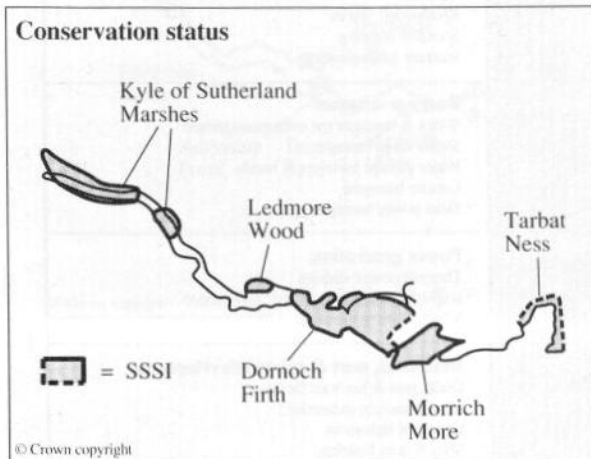 Conservation status
Kyle of Sutherland
Marshes
Ledmore
Wood
Tarbat
Ness
= SSSI
Dornoch
Firth
Morrich
More
© Crown copyright